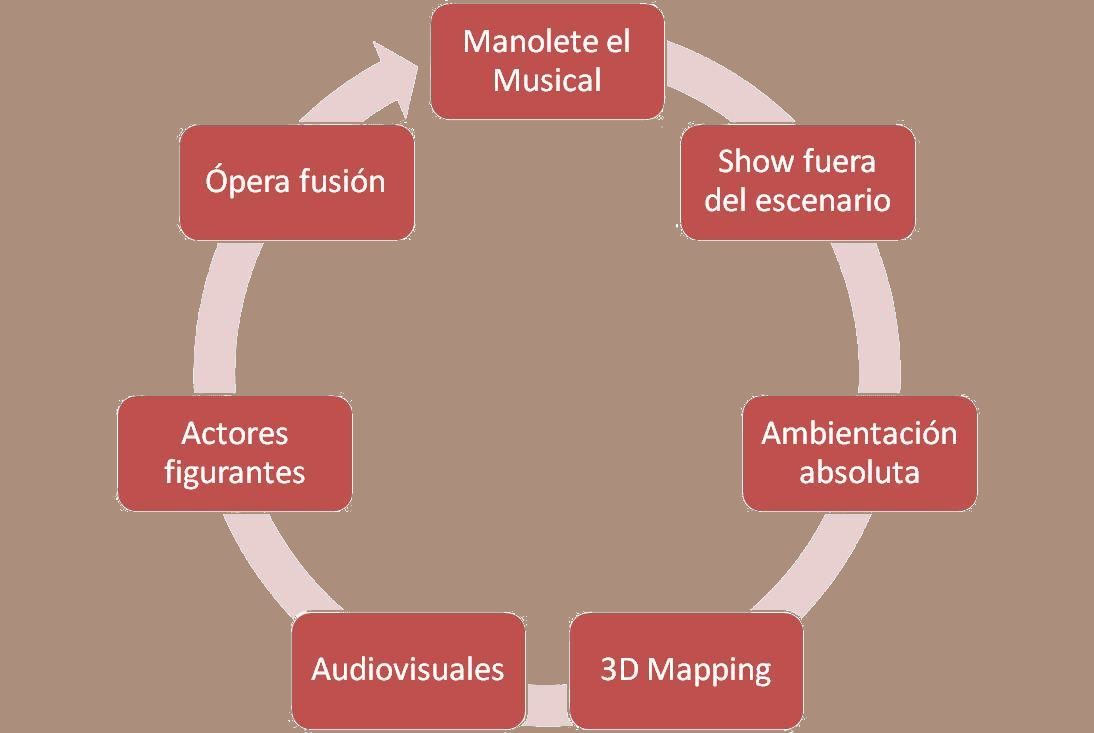 Manolete el
Musical
Show fuera
del escenario
Ambientación
absoluta
3D Mapping
Audiovisuales
Actores
figurantes
Ópera fusión